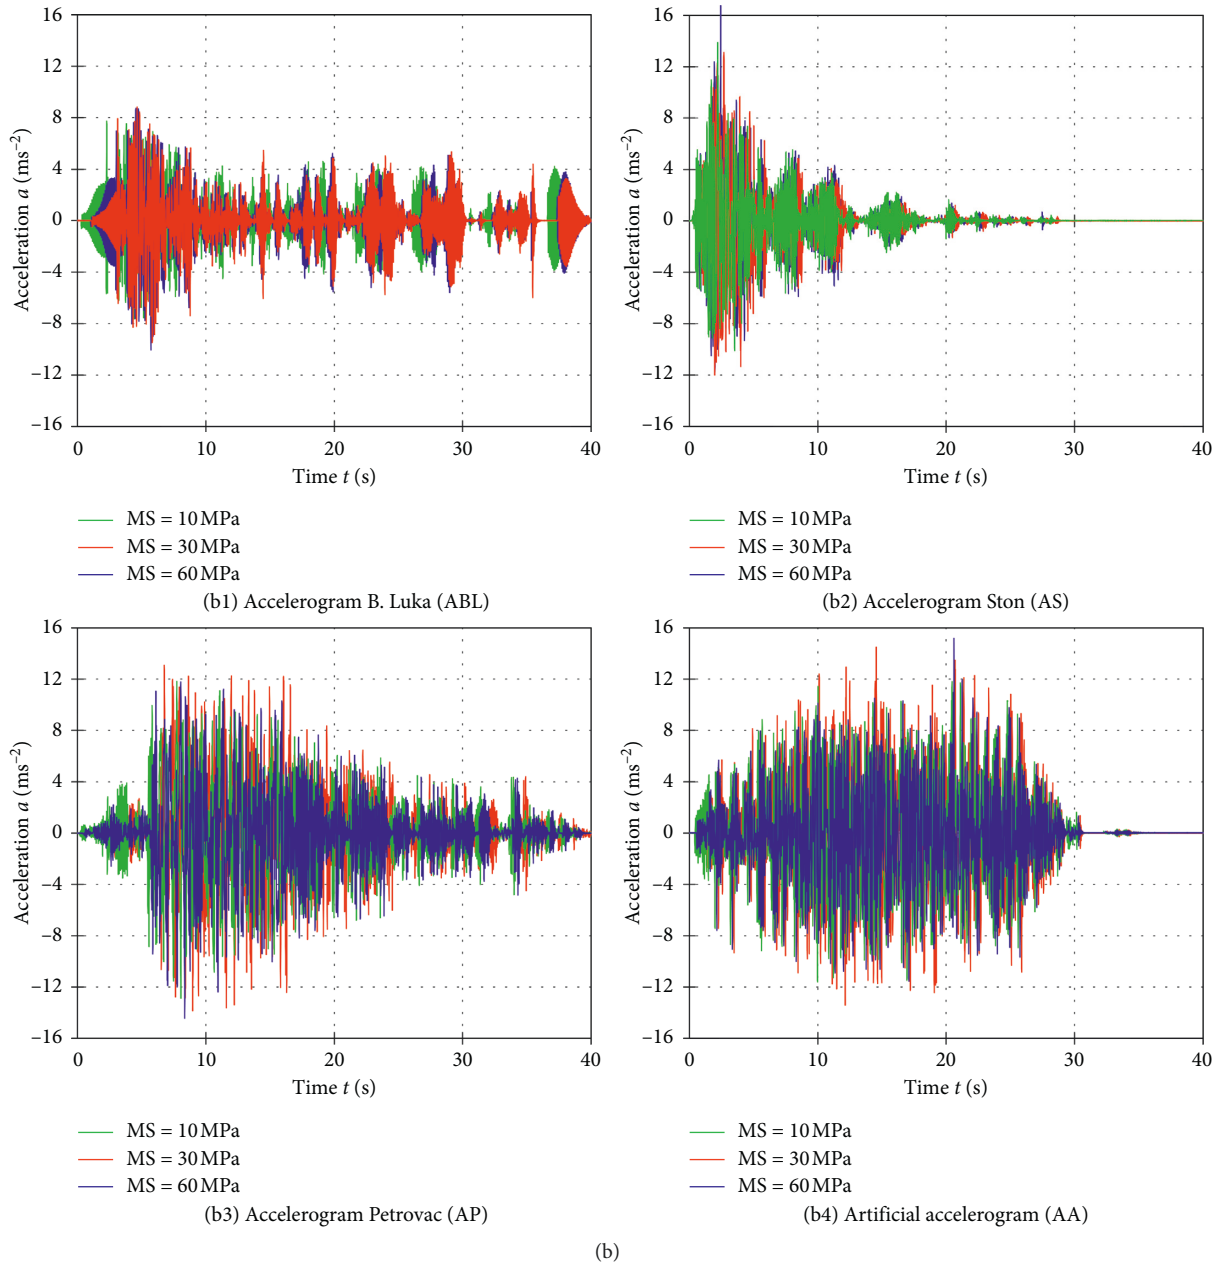 16
12
8
4
0
−4
−8
−12
−16
Acceleration a (ms−2)
0
10
20
30
40
Time t (s)
MS = 10 MPa
MS = 30 MPa
MS = 60 MPa
(b1) Accelerogram B. Luka (ABL)
16
12
8
4
0
−4
−8
−12
−16
Acceleration a (ms−2)
0
10
20
30
40
Time t (s)
MS = 10 MPa
MS = 30 MPa
MS = 60 MPa
(b2) Accelerogram Ston (AS)
16
12
8
4
0
−4
−8
−12
−16
Acceleration a (ms−2)
0
10
20
30
40
Time t (s)
MS = 10 MPa
MS = 30 MPa
MS = 60 MPa
(b3) Accelerogram Petrovac (AP)
16
12
8
4
0
−4
−8
−12
−16
Acceleration a (ms−2)
0
10
20
30
40
Time t (s)
MS = 10 MPa
MS = 30 MPa
MS = 60 MPa
(b4) Artificial accelerogram (AA)
(b)